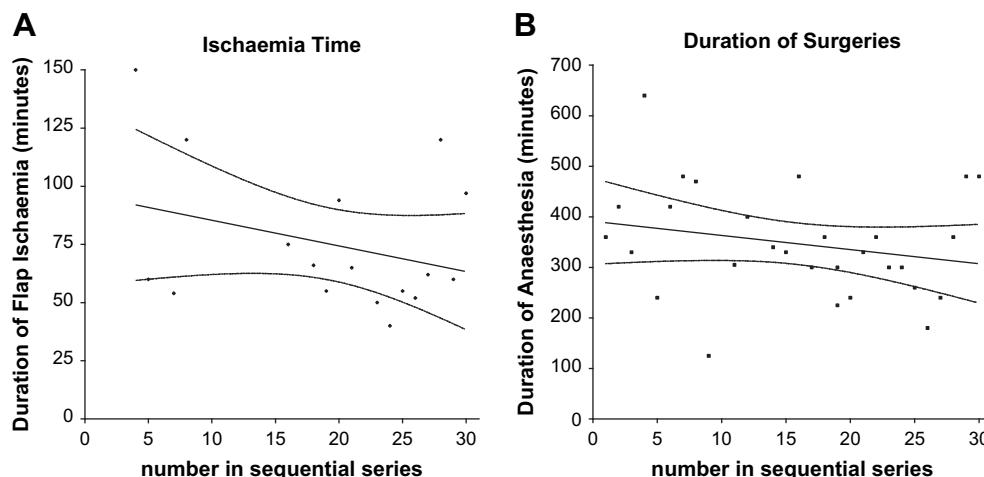 A
Ischaemia Time
Duration of Flap Ischaemia (minutes)
150
125
100
75
50
25
0
0 5 10 15 20 25 30
number in sequential series
B
Duration of Surgeries
Duration of Anaesthesia (minutes)
700
600
500
400
300
200
100
0
0 5 10 15 20 25 30
number in sequential series